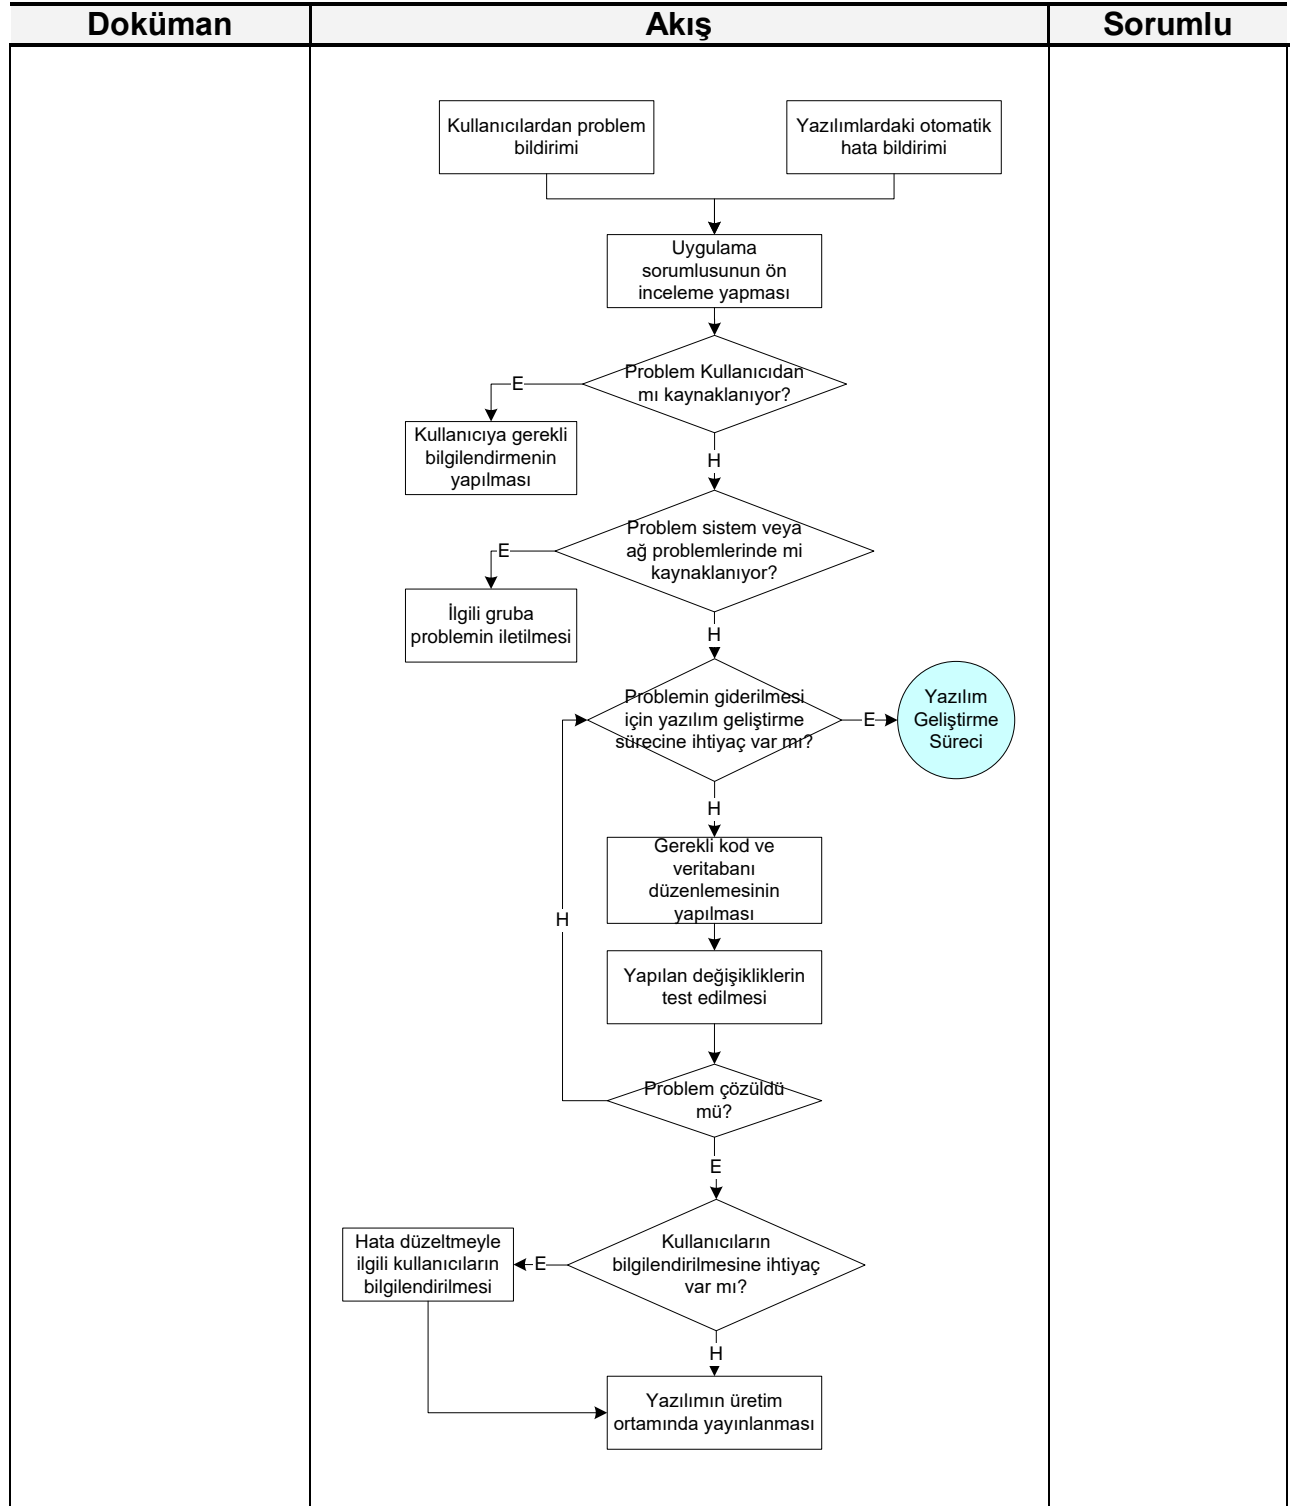 Doküman
Akış
Sorumlu
Kullanıcılardan problem
bildirimi
Yazılımlardaki otomatik
hata bildirimi
Uygulama
sorumlusunun ön
inceleme yapması
Problem Kullanıcıdan
mı kaynaklanıyor?
E
Kullanıcıya gerekli
bilgilendirmenin
yapılması
H
Problem sistem veya
ağ problemlerinde mi
kaynaklanıyor?
E
İlgili gruba
problemin iletilmesi
H
Problemin giderilmesi
için yazılım geliştirme
sürecine ihtiyaç var mı?
E
Yazılım
Geliştirme
Süreci
H
Gerekli kod ve
veritabanı
düzenlemesinin
yapılması
H
Yapılan değişikliklerin
test edilmesi
Problem çözüldü
mü?
E
Kullanıcıların
bilgilendirilmesine ihtiyaç
var mı?
E
Hata düzeltmeyle
ilgili kullanıcıların
bilgilendirilmesi
H
Yazılımın üretim
ortamında yayınlanması